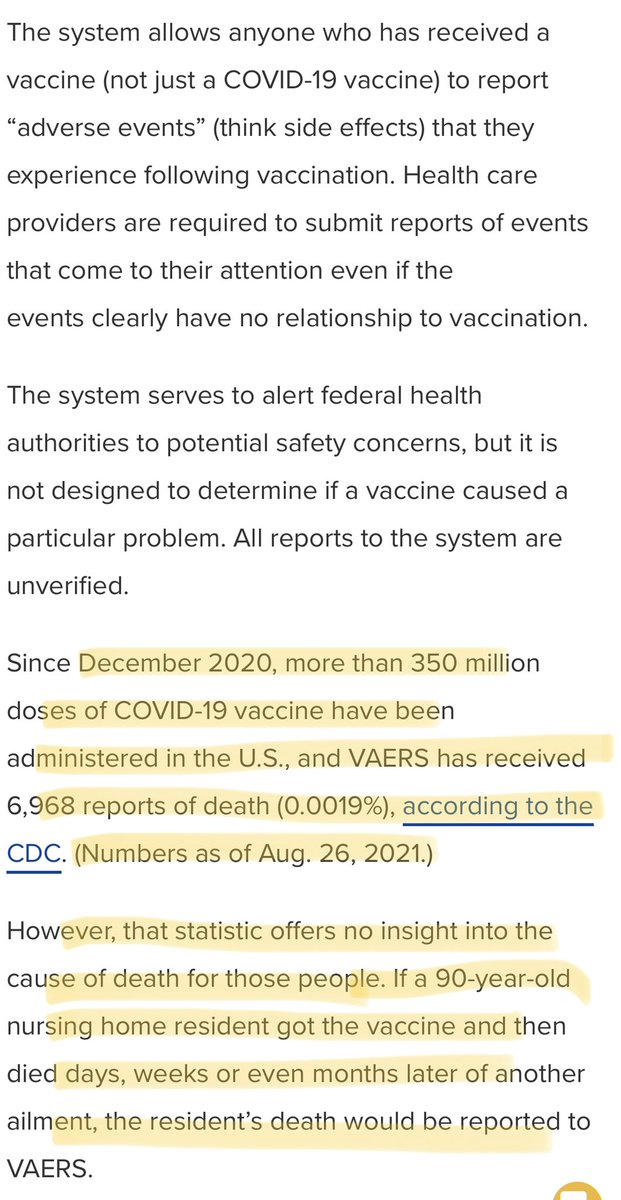 The system allows anyone who has received a
vaccine (not just a COVID-19 vaccine) to report
“adverse events” (think side effects) that they
experience following vaccination. Health care
providers are required to submit reports of events
that come to their attention even if the
events clearly have no relationship to vaccination.
The system serves to alert federal health
authorities to potential safety concerns, but it is
not designed to determine if a vaccine caused a
particular problem. All reports to the system are
unverified.
Since December 2020, more than 350 million
doses of COVID-19 vaccine have been
administered in the U.S., and VAERS has received
6,968 reports of death (0.0019%), according to the
CDC. (Numbers as of Aug. 26, 2021.)
However, that statistic offers no insight into the
cause of death for those people. If a 90-year-old
nursing home resident got the vaccine and then
died days, weeks or even months later of another
ailment, the resident’s death would be reported to
VAERS.